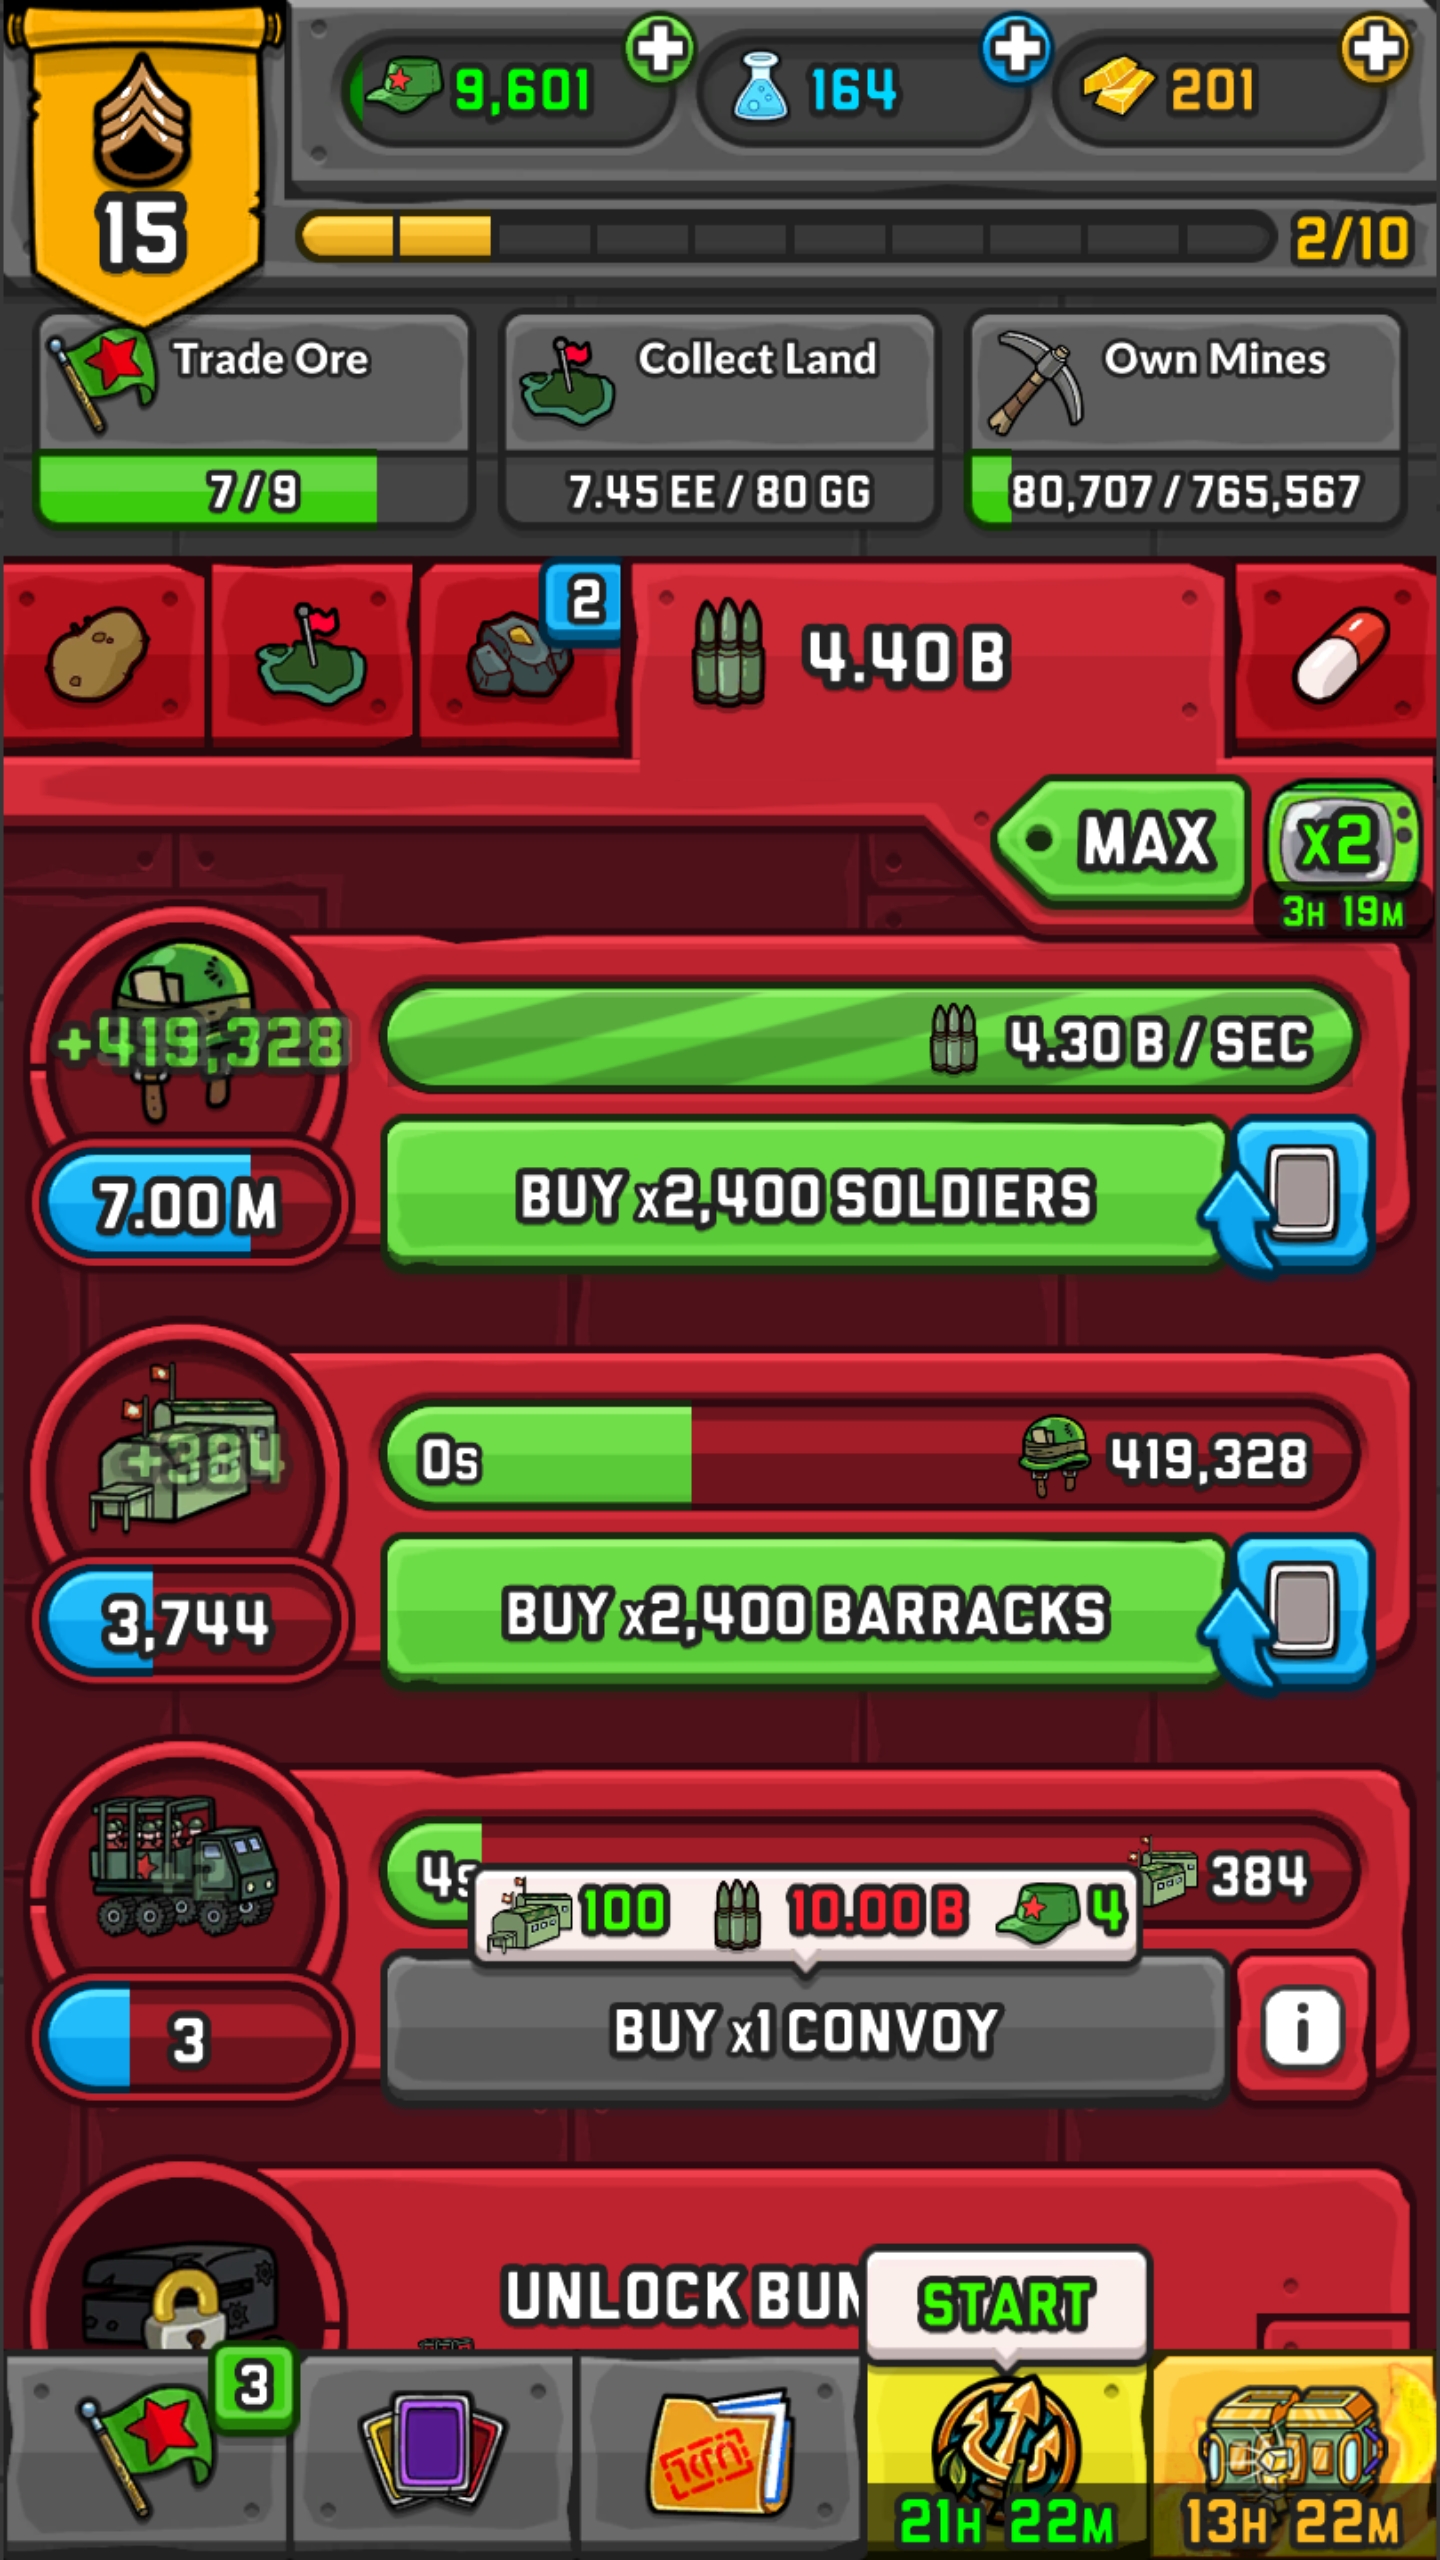 9,601
164
201
15
2/10
Trade Ore
Collect Land
Own Mines
7/9
7.45 EE / 80 GG
80,707 / 765,567
2
4.40 B
MAX
x2
3H 19M
+419,328
4.30 B / SEC
7.00 M
BUY x2,400 SOLDIERS
+384
0s
419,328
3,744
BUY x2,400 BARRACKS
4s
384
100
10.00 B
4
3
BUY x1 CONVOY
i
UNLOCK BUN
START
3
21H 22M
13H 22M